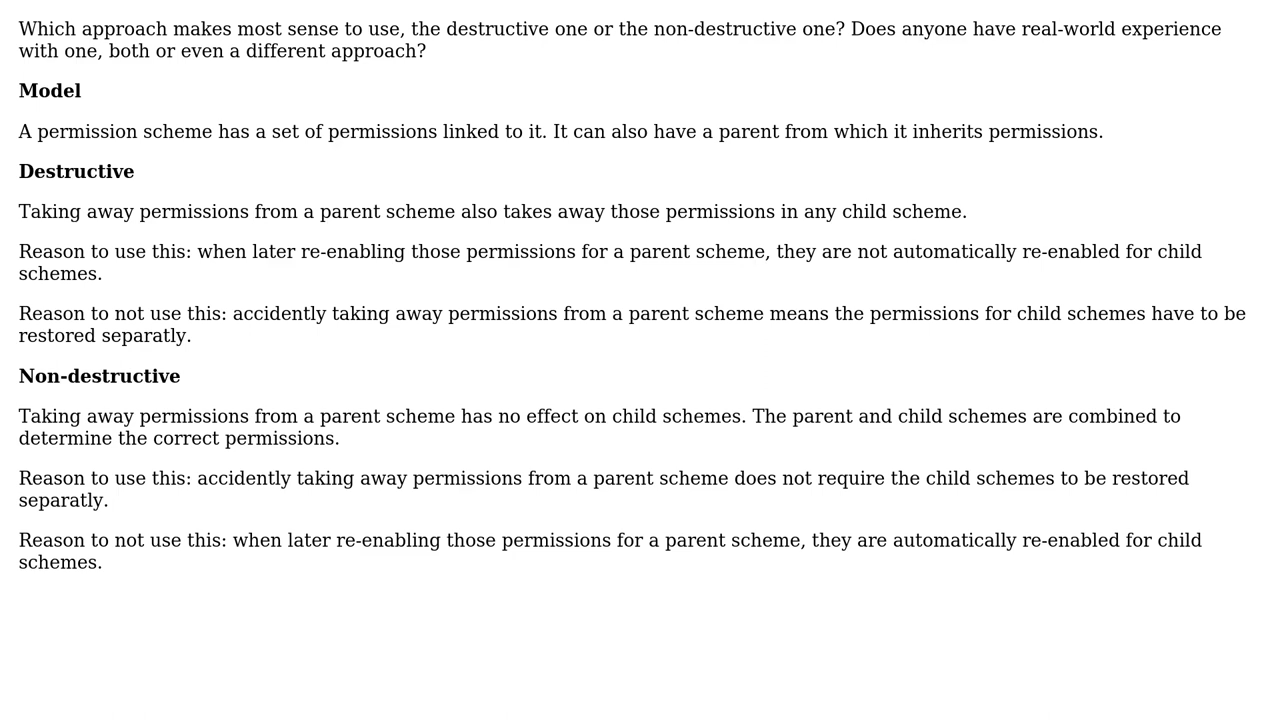 Which approach makes most sense to use, the destructive one or the non-destructive one? Does anyone have real-world experience
with one, both or even a different approach?
Model
A permission scheme has a set of permissions linked to it. It can also have a parent from which it inherits permissions.
Destructive
Taking away permissions from a parent scheme also takes away those permissions in any child scheme.
Reason to use this: when later re-enabling those permissions for a parent scheme, they are not automatically re-enabled for child
schemes.
Reason to not use this: accidently taking away permissions from a parent scheme means the permissions for child schemes have to be
restored separatly.
Non-destructive
Taking away permissions from a parent scheme has no effect on child schemes. The parent and child schemes are combined to
determine the correct permissions.
Reason to use this: accidently taking away permissions from a parent scheme does not require the child schemes to be restored
separatly.
Reason to not use this: when later re-enabling those permissions for a parent scheme, they are automatically re-enabled for child
schemes.